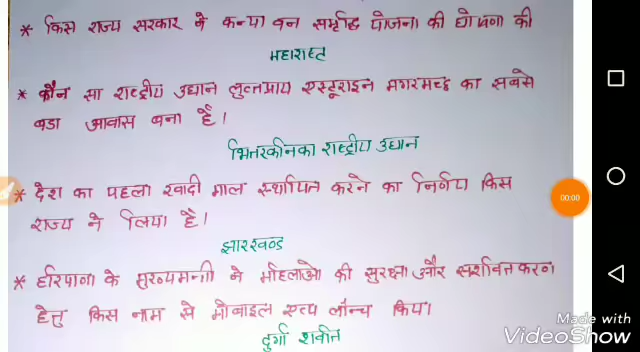 * किस राज्य सरकार ने कन्या वन समृद्धि योजना की घोषणा की
महाराष्ट
* कौन सा राष्ट्रीय उद्यान लुप्तप्राय एस्टूराइन मगरमच्छ का सबसे
बडा आवास बना है।
भितरकनिका राष्ट्रीय उद्यान
* देश का पहला खादी माल स्थापित करने का निर्णय किस
राज्य ने लिया है।
झारखण्ड
* हरियाणा के मुख्यमन्त्री ने महिलाओ की सुरक्षा और सशक्तिकरण
हेतु किस नाम से मोबाइल एप्प लॉन्च किया।
दुर्गा शक्ति
00:00
Made with
VideoShow